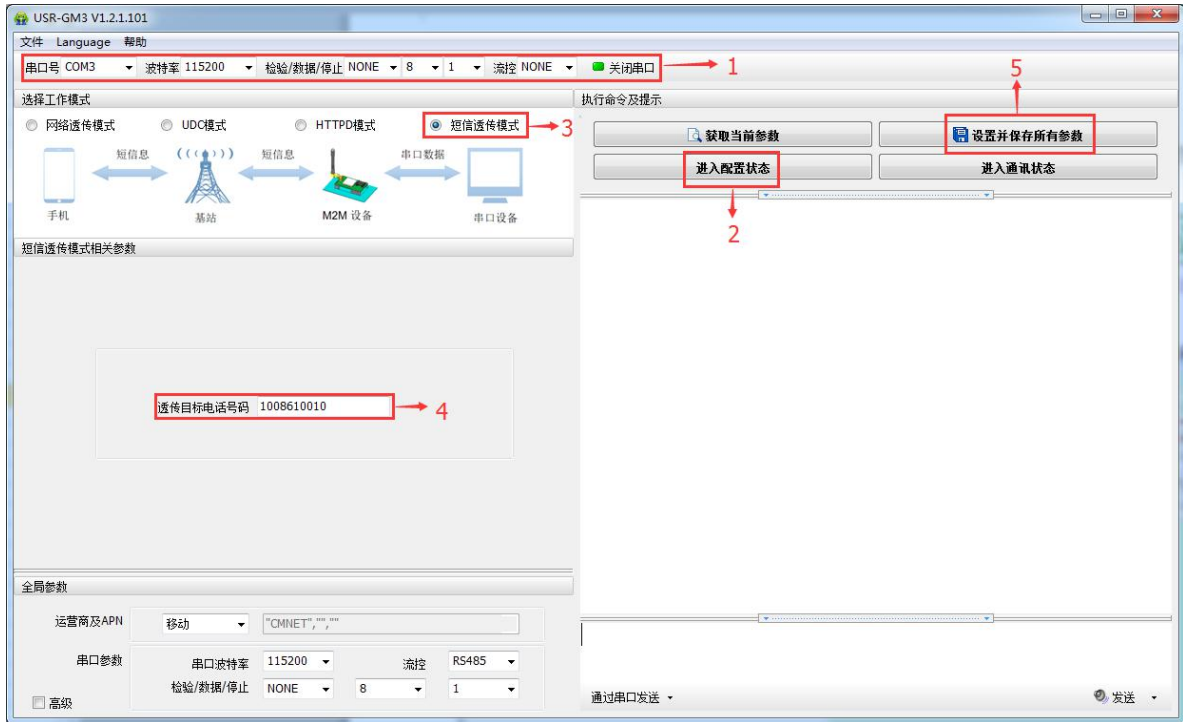 USR-GM3 V1.2.1.101
文件 Language 帮助
串口号 COM3 波特率 115200 检验/数据/停止 NONE 8 1 流控 NONE 关闭串口 1
选择工作模式
网络透传模式 UDC模式 HTTPD模式 短信透传模式 3
短信息 短信息 串口数据
手机 基站 M2M 设备 串口设备
短信透传模式相关参数
透传目标电话号码 1008610010 4
全局参数
运营商及APN 移动 "CMNET","",""
串口参数 串口波特率 115200 流控 RS485
检验/数据/停止 NONE 8 1
高级
5
执行命令及提示
获取当前参数 设置并保存所有参数
进入配置状态 进入通讯状态
2
通过串口发送 发送